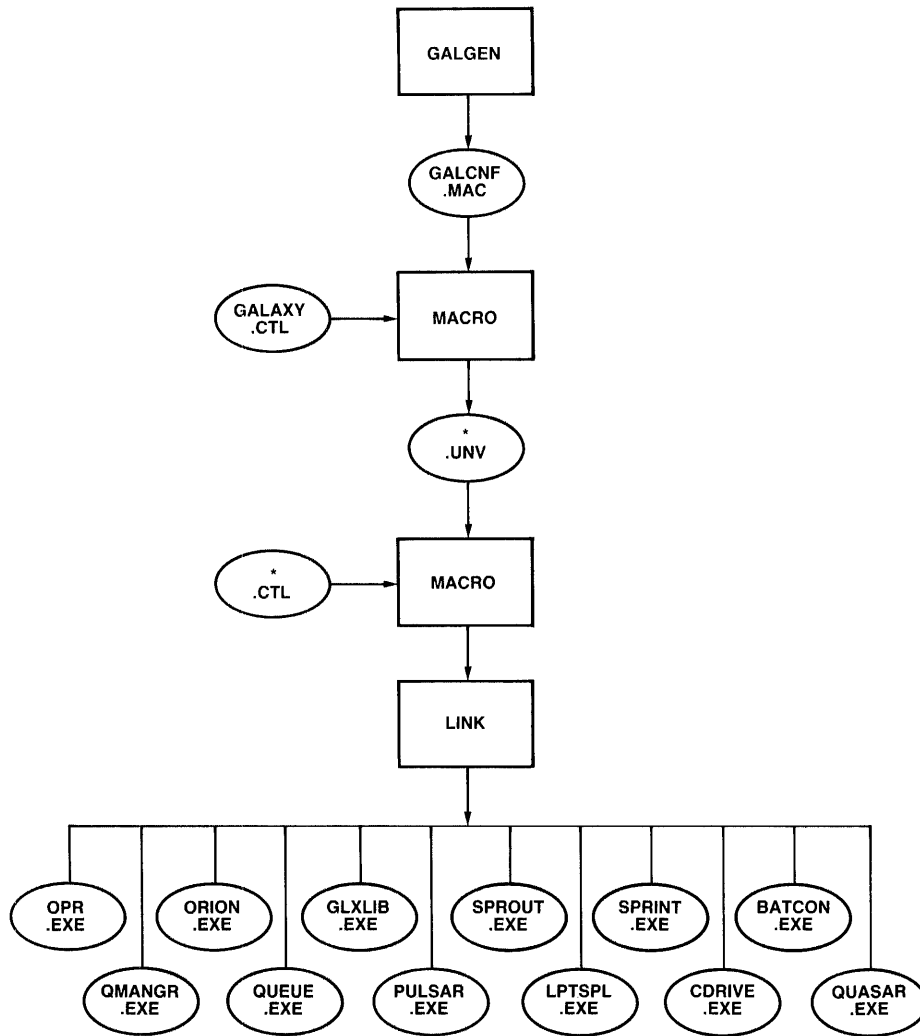 GALGEN
GALCNF
.MAC
GALAXY
.CTL
MACRO
*
.UNV
*
.CTL
MACRO
LINK
OPR
.EXE
ORION
.EXE
GLXLIB
.EXE
SPROUT
.EXE
SPRINT
.EXE
BATCON
.EXE
QMANGR
.EXE
QUEUE
.EXE
PULSAR
.EXE
LPTSPL
.EXE
CDRIVE
.EXE
QUASAR
.EXE